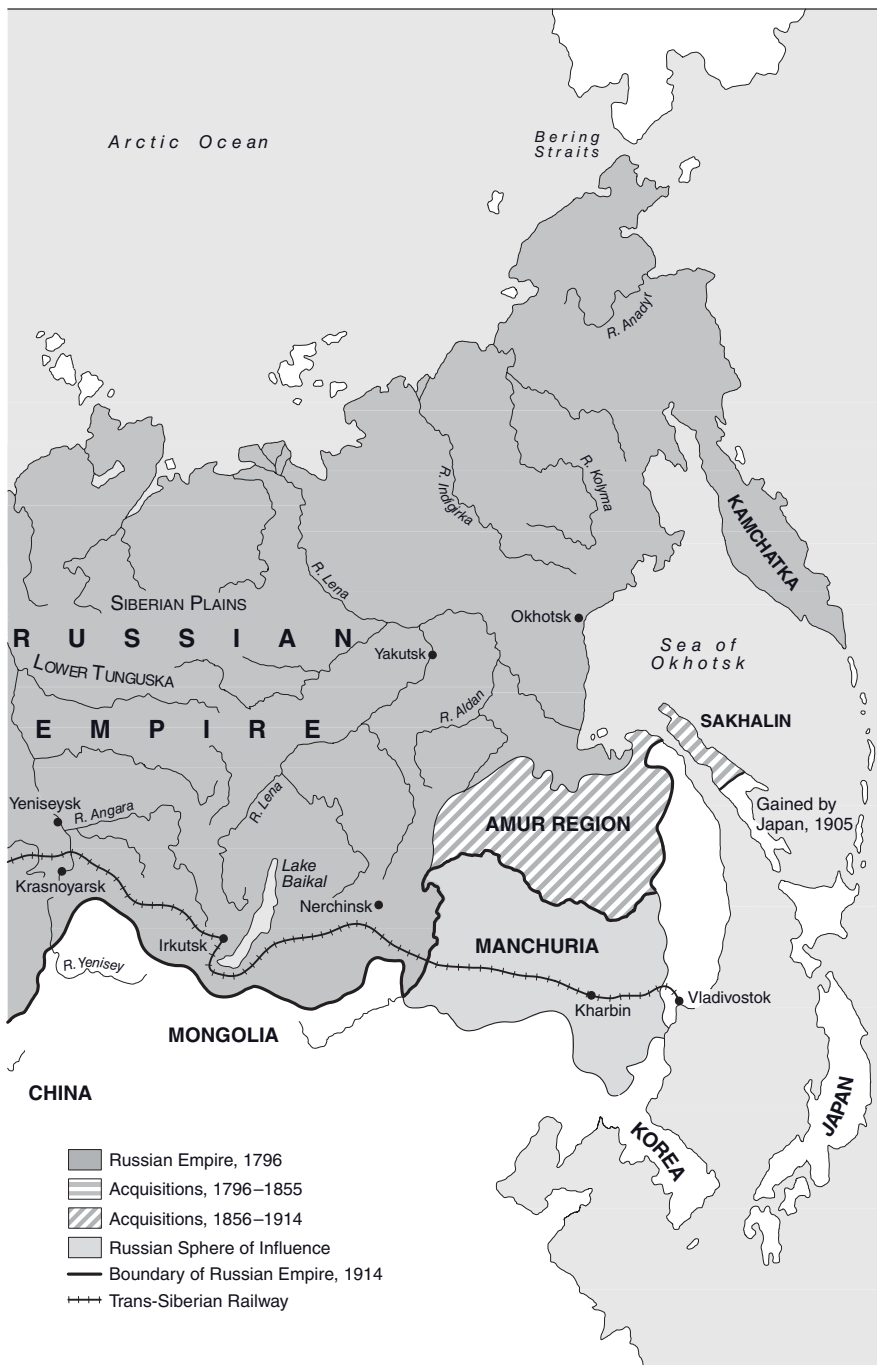 Arctic Ocean
Bering
Straits
R. Anadyr
R. Indigirka
R. Kolyma
KAMCHATKA
R. Lena
SIBERIAN PLAINS
Okhotsk
RUSSIAN
Yakutsk
Sea of
Okhotsk
LOWER TUNGUSKA
R. Aldan
SAKHALIN
EMPIRE
R. Lena
Yeniseysk
R. Angara
Gained by
Japan, 1905
AMUR REGION
Lake
Baikal
Krasnoyarsk
Nerchinsk
Irkutsk
MANCHURIA
R. Yenisey
Vladivostok
Kharbin
MONGOLIA
CHINA
JAPAN
KOREA
Russian Empire, 1796
Acquisitions, 1796–1855
Acquisitions, 1856–1914
Russian Sphere of Influence
Boundary of Russian Empire, 1914
Trans-Siberian Railway